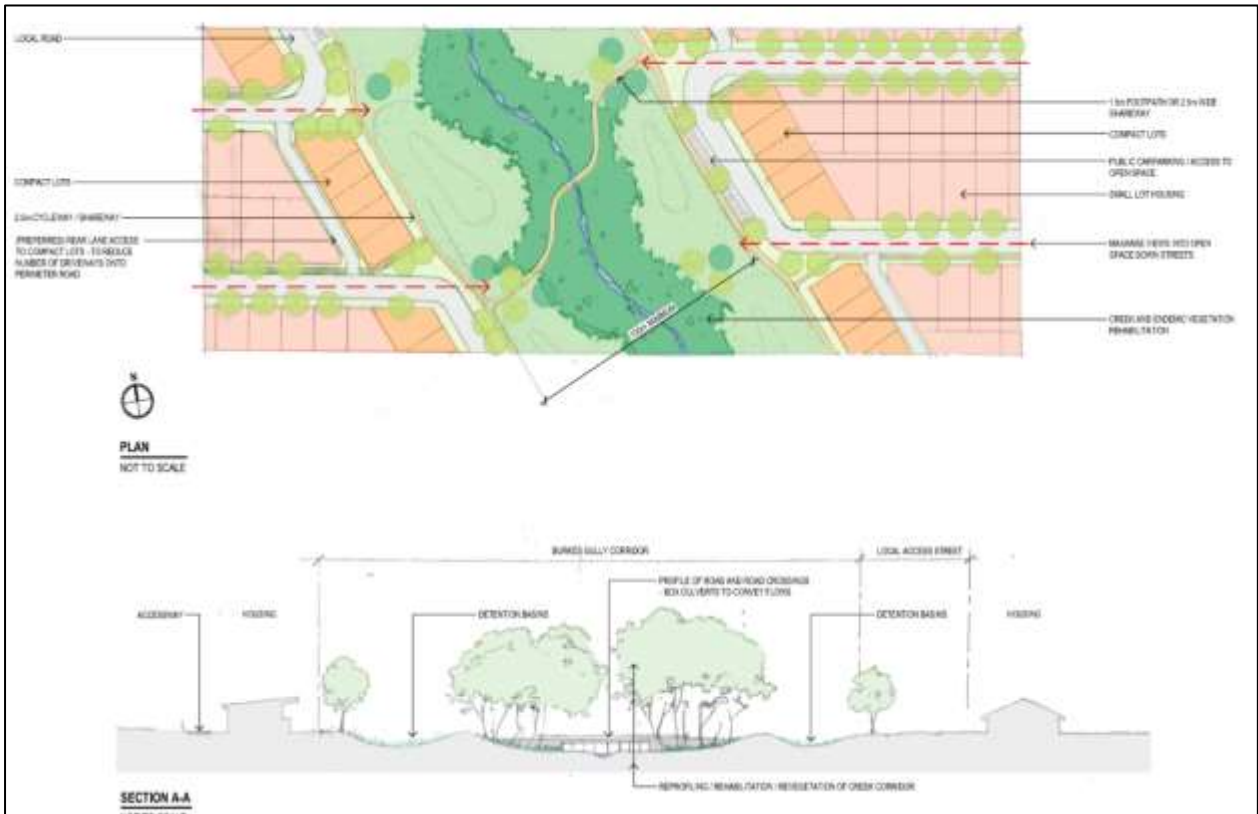 LOCAL ROAD
COMPACT LOTS
2.5m CYCLEWAY / SHAREWAY
(PREFERRED) REAR LANE ACCESS
TO COMPACT LOTS - TO REDUCE
NUMBER OF DRIVEWAYS ONTO
PERIMETER ROAD
1.5m FOOTPATH OR 2.5m WIDE
SHAREWAY
COMPACT LOTS
PUBLIC CARPARKING / ACCESS TO
OPEN SPACE
SMALL LOT HOUSING
MAXIMISE VIEWS INTO OPEN
SPACE DOWN STREETS
CREEK AND ENDEMIC VEGETATION
REHABILITATION
100m MINIMUM
PLAN
NOT TO SCALE
BURKES GULLY CORRIDOR
LOCAL ACCESS STREET
PROFILE OF ROAD AND ROAD CROSSINGS
- BOX CULVERTS TO CONVEY FLOWS
ACCESSWAY
HOUSING
DETENTION BASINS
DETENTION BASINS
HOUSING
REPROFILING / REHABILITATION / REVEGETATION OF CREEK CORRIDOR
SECTION A-A